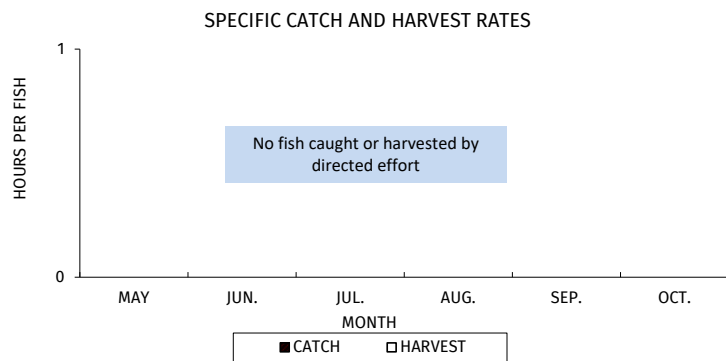 SPECIFIC CATCH AND HARVEST RATES
1
HOURS PER FISH
No fish caught or harvested by
directed effort
0
MAY JUN. JUL. AUG. SEP. OCT.
MONTH
CATCH HARVEST